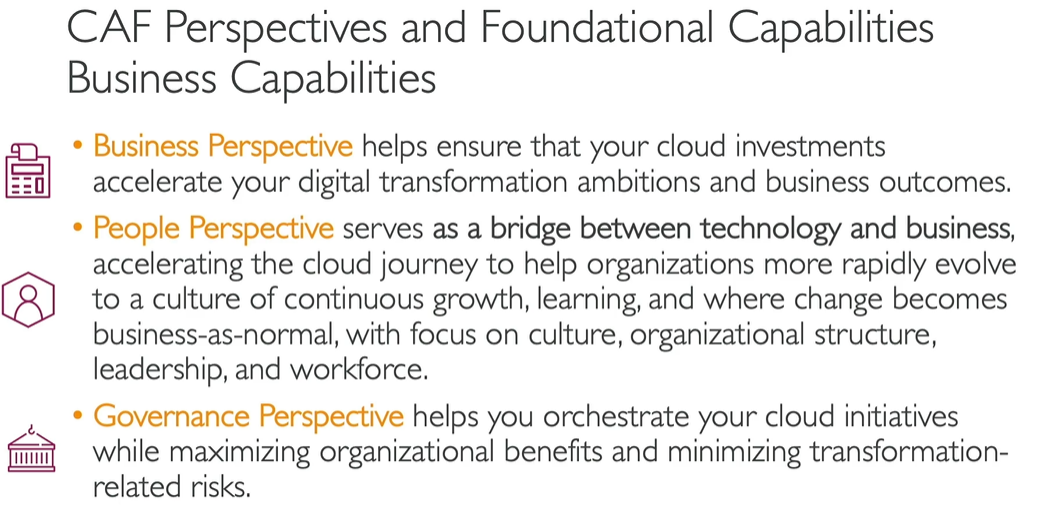 CAF Perspectives and Foundational Capabilities
Business Capabilities
• Business Perspective helps ensure that your cloud investments
accelerate your digital transformation ambitions and business outcomes.
• People Perspective serves as a bridge between technology and business,
accelerating the cloud journey to help organizations more rapidly evolve
to a culture of continuous growth, learning, and where change becomes
business-as-normal, with focus on culture, organizational structure,
leadership, and workforce.
• Governance Perspective helps you orchestrate your cloud initiatives
while maximizing organizational benefits and minimizing transformation-
related risks.